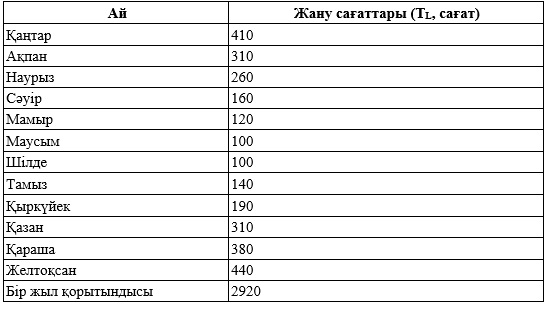 Ай Жану сағаттары (TL, сағат)
Қаңтар 410
Ақпан 310
Наурыз 260
Сәуір 160
Мамыр 120
Маусым 100
Шілде 100
Тамыз 140
Қыркүйек 190
Қазан 310
Қараша 380
Желтоқсан 440
Бір жыл қорытындысы 2920